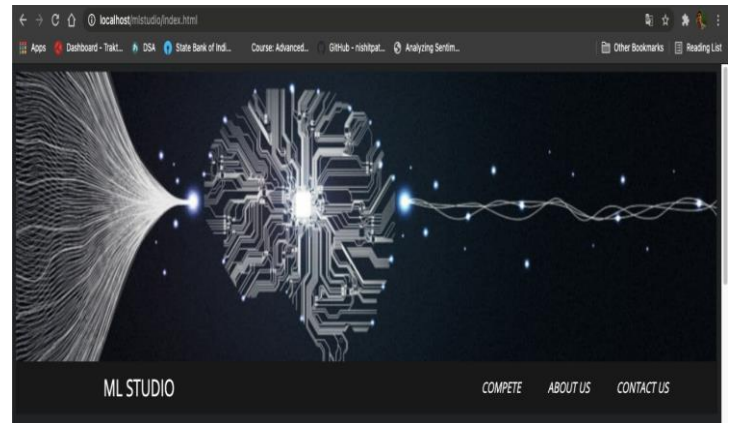 localhost/mlstudio/index.html
Apps Dashboard - Trakt... DSA State Bank of Indi... Course: Advanced... GitHub - nishitpat... Analyzing Sentim... Other Bookmarks Reading List
ML STUDIO COMPETE ABOUT US CONTACT US